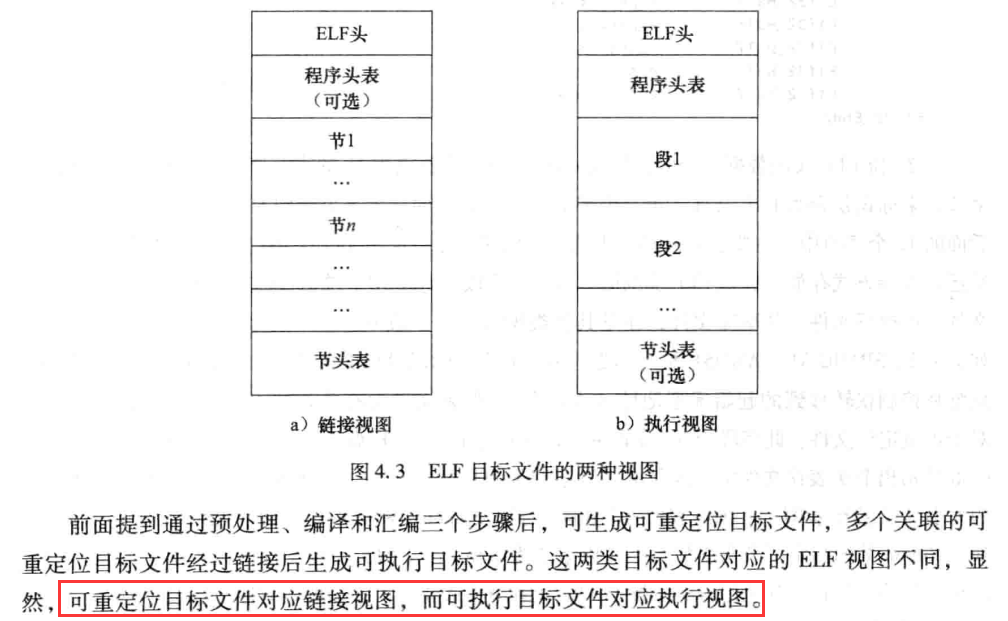 ELF头
程序头表
（可选）
节1
…
节n
…
…
节头表
a）链接视图
ELF头
程序头表
段1
段2
…
节头表
（可选）
b）执行视图
图 4.3 ELF 目标文件的两种视图
前面提到通过预处理、编译和汇编三个步骤后，可生成可重定位目标文件，多个关联的可
重定位目标文件经过链接后生成可执行目标文件。这两类目标文件对应的 ELF 视图不同，显
然，可重定位目标文件对应链接视图，而可执行目标文件对应执行视图。